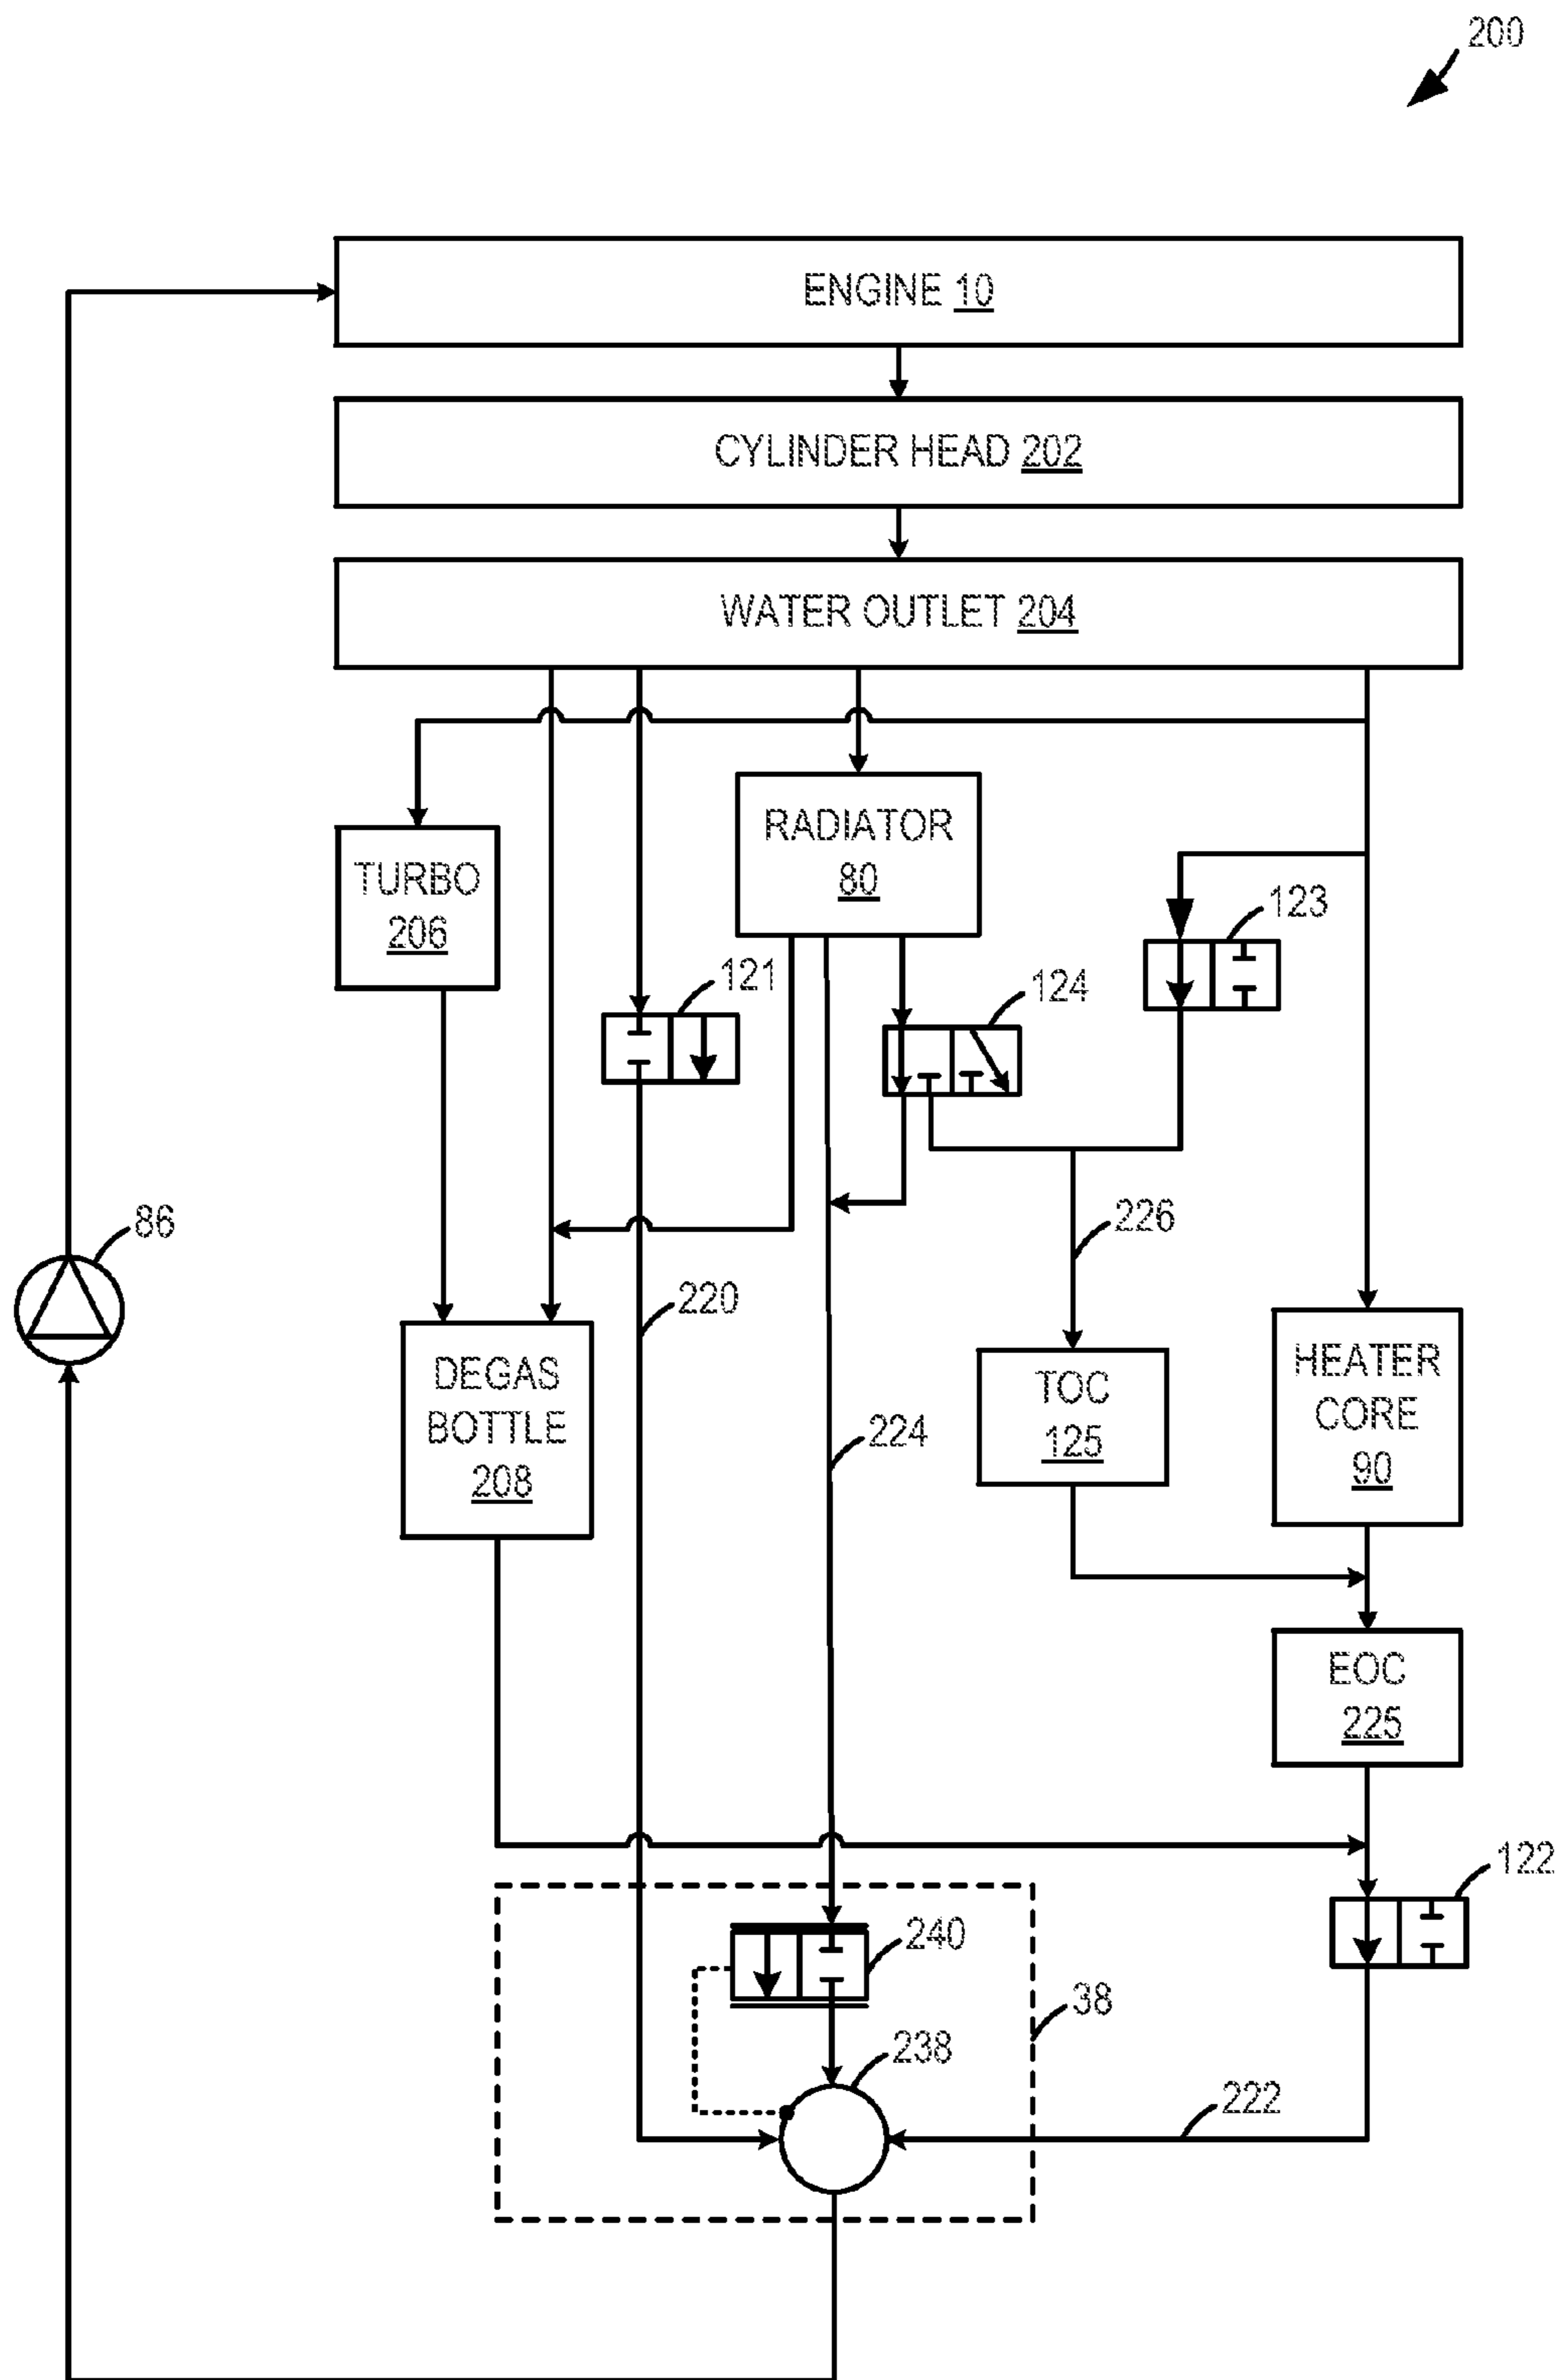 200
ENGINE 10
CYLINDER HEAD 202
WATER OUTLET 204
RADIATOR
80
TURBO
206
123
121
124
86
226
220
DEGAS
BOTTLE
208
TOC
125
HEATER
CORE
90
224
EOC
225
122
240
38
238
222